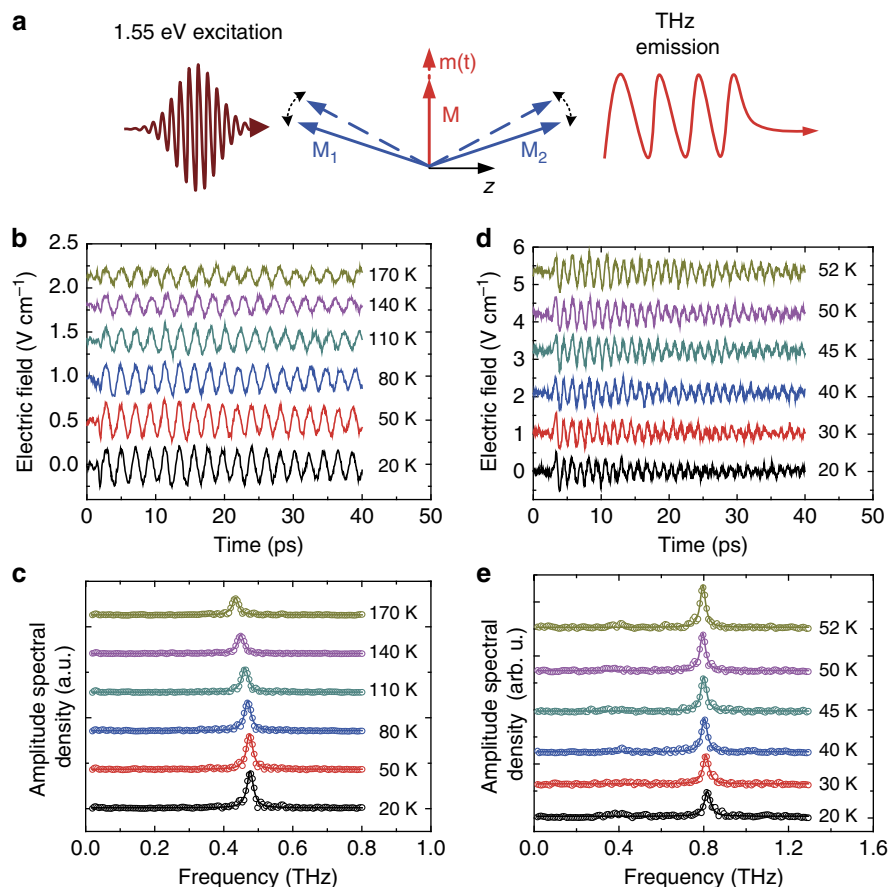 a
1.55 eV excitation
THz
emission
m(t)
M
M1
M2
z
b
Electric field (V cm−1)
2.5
2.0
1.5
1.0
0.5
0.0
170 K
140 K
110 K
80 K
50 K
20 K
0 10 20 30 40 50
Time (ps)
d
Electric field (V cm−1)
6
5
4
3
2
1
0
52 K
50 K
45 K
40 K
30 K
20 K
0 10 20 30 40 50
Time (ps)
c
Amplitude spectral
density (a.u.)
170 K
140 K
110 K
80 K
50 K
20 K
0.0 0.2 0.4 0.6 0.8 1.0
Frequency (THz)
e
Amplitude spectral
density (arb. u.)
52 K
50 K
45 K
40 K
30 K
20 K
0.0 0.4 0.8 1.2 1.6
Frequency (THz)